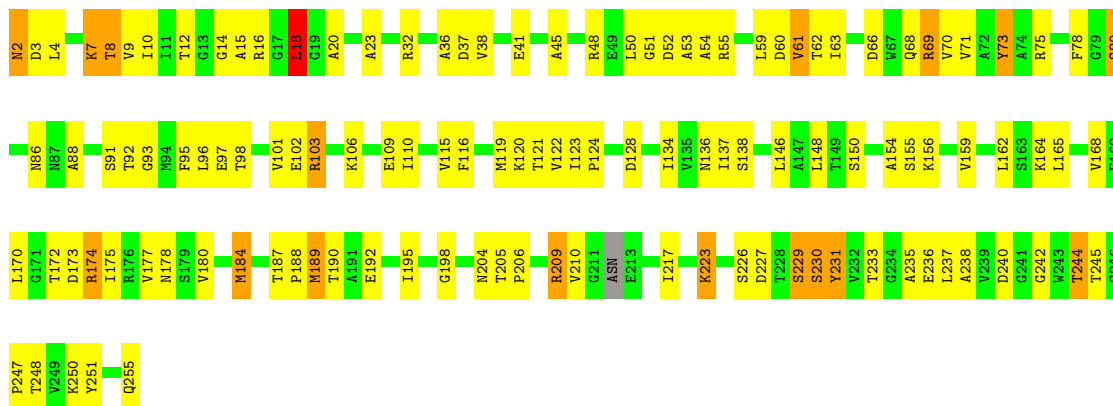 N2 D3 L4 K7 T8 V9 I10 I11 T12 G13 G14 A15 R16 G17 L18 G19 A20 A23 R32 A36 D37 V38 E41 A45 R48 E49 L50 G51 D52 A53 A54 R55 L59 D60 V61 T62 I63 D66 W67 Q68 R69 V70 V71 A72 Y73 A74 R75 F78 G79
N86 N87 A88 S91 T92 G93 M94 F95 L96 E97 T98 V101 E102 R103 K106 E109 I110 V115 F116 M119 K120 T121 V122 I123 P124 D128 I134 V135 N136 I137 S138 L146 A147 L148 T149 S150 A154 S155 K156 V159 L162 S163 K164 L165 V168
L170 G171 T172 D173 R174 I175 R176 V177 N178 S179 V180 M184 T187 P188 M189 T190 A191 E192 I195 G198 N204 T205 P206 R209 V210 G211 ASN E213 I217 K223 S226 D227 T228 S229 S230 Y231 V232 T233 G234 A235 E236 L237 A238 V239 D240 G241 G242 W243 T244 T245
P247 T248 V249 K250 Y251 Q255